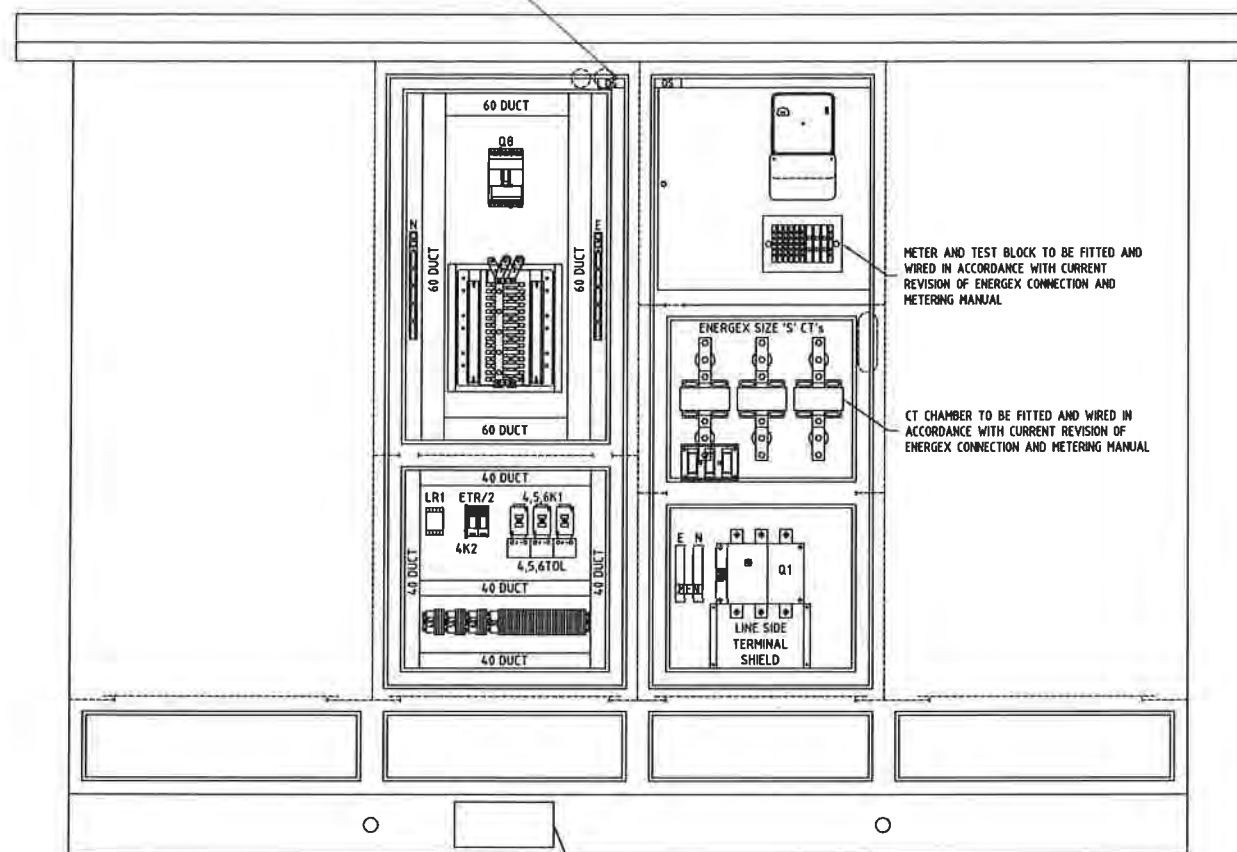 DS
DS
60 DUCT
Q8
N
E
60 DUCT
60 DUCT
60 DUCT
METER AND TEST BLOCK TO BE FITTED AND
WIRED IN ACCORDANCE WITH CURRENT
REVISION OF ENERGEX CONNECTION AND
METERING MANUAL
ENERGEX SIZE 'S' CT's
CT CHAMBER TO BE FITTED AND WIRED IN
ACCORDANCE WITH CURRENT REVISION OF
ENERGEX CONNECTION AND METERING MANUAL
40 DUCT
LR1 ETR/2 4,5,6K1
4K2
4,5,6TOL
40 DUCT
40 DUCT
40 DUCT
40 DUCT
E N
MEN
Q1
LINE SIDE
TERMINAL
SHIELD